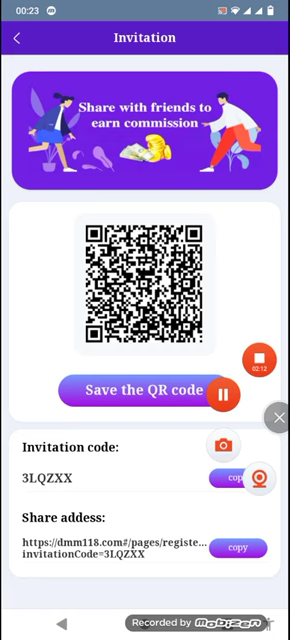 00:23
Invitation
Share with friends to
earn commission
Save the QR code
02:12
Invitation code:
3LQZXX
Share addess:
https://dmm118.com#/pages/registe...
invitationCode=3LQZXX
copy
Recorded by Mobizen